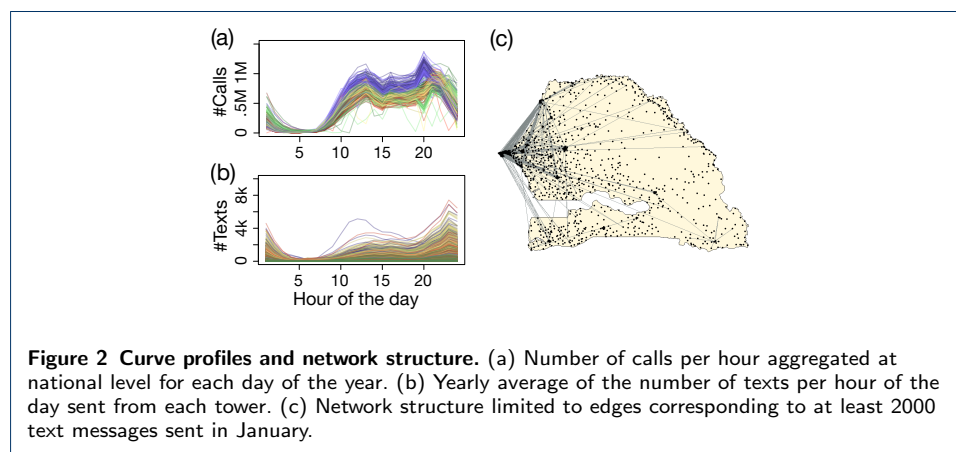 (a)
(c)
#Calls
0 .5M 1M
5 10 15 20
(b)
#Texts
0 4k 8k
5 10 15 20
Hour of the day
Figure 2 Curve profiles and network structure. (a) Number of calls per hour aggregated at
national level for each day of the year. (b) Yearly average of the number of texts per hour of the
day sent from each tower. (c) Network structure limited to edges corresponding to at least 2000
text messages sent in January.